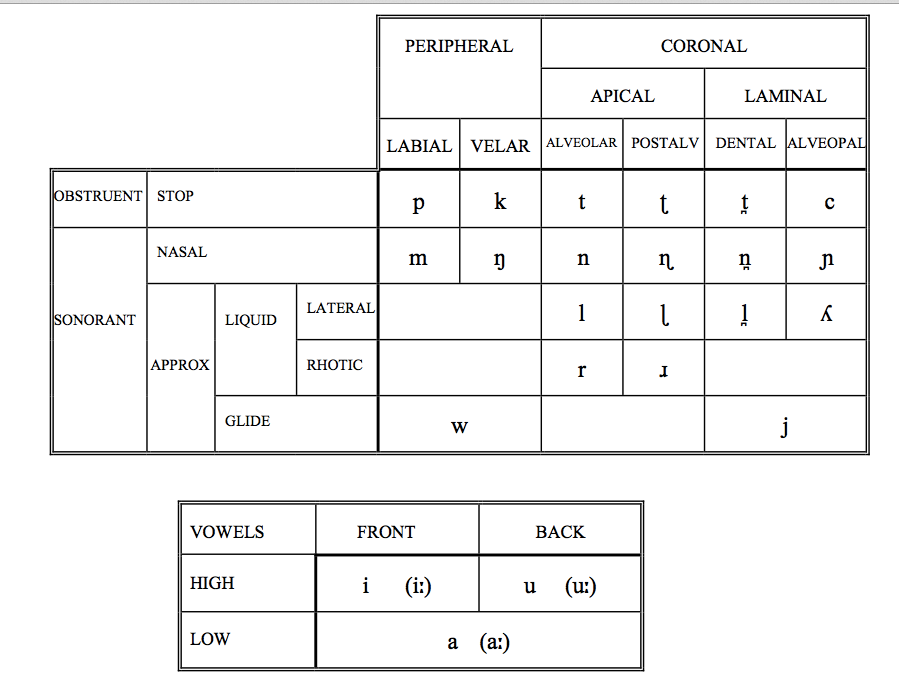 PERIPHERAL CORONAL
APICAL LAMINAL
LABIAL VELAR ALVEOLAR POSTALV DENTAL ALVEOPAL
OBSTRUENT STOP p k t ʈ t̪ c
NASAL m ŋ n ɳ n̪ ɲ
SONORANT APPROX LIQUID LATERAL l ɭ l̪ ʎ
RHOTIC r ɹ
GLIDE w j
VOWELS FRONT BACK
HIGH i (iː) u (uː)
LOW a (aː)